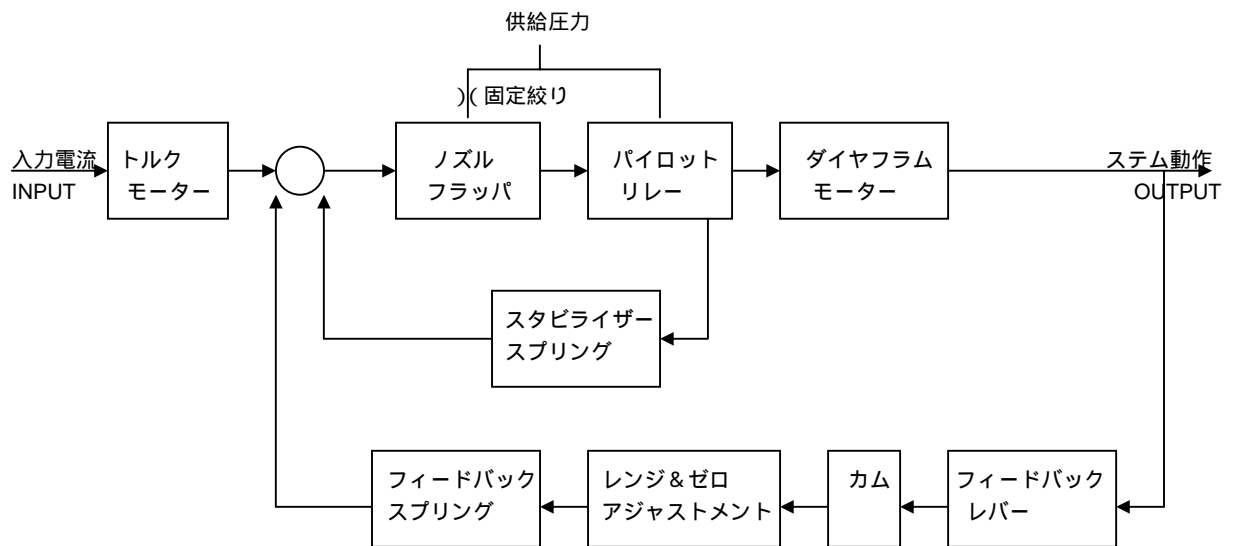 供給圧力
)( 固定絞り
入力電流
INPUT
トルク
モーター
ノズル
フラッパ
パイロット
リレー
ダイヤフラム
モーター
ステム動作
OUTPUT
スタビライザー
スプリング
フィードバック
スプリング
レンジ＆ゼロ
アジャストメント
カム
フィードバック
レバー